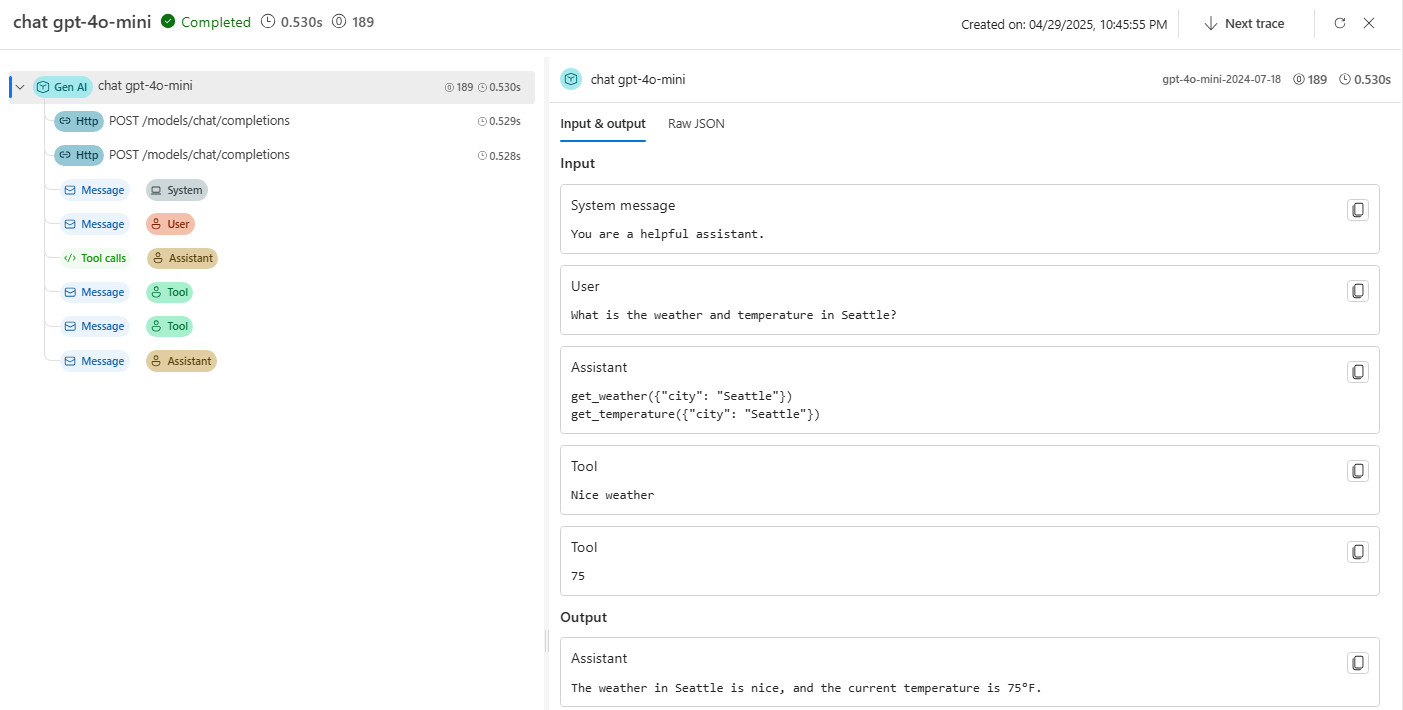 chat gpt-4o-mini Completed 0.530s 189
Created on: 04/29/2025, 10:45:55 PM Next trace
Gen AI chat gpt-4o-mini 189 0.530s
Http POST /models/chat/completions 0.529s
Http POST /models/chat/completions 0.528s
Message System
Message User
Tool calls Assistant
Message Tool
Message Tool
Message Assistant
chat gpt-4o-mini gpt-4o-mini-2024-07-18 189 0.530s
Input & output Raw JSON
Input
System message
You are a helpful assistant.
User
What is the weather and temperature in Seattle?
Assistant
get_weather({"city": "Seattle"})
get_temperature({"city": "Seattle"})
Tool
Nice weather
Tool
75
Output
Assistant
The weather in Seattle is nice, and the current temperature is 75°F.